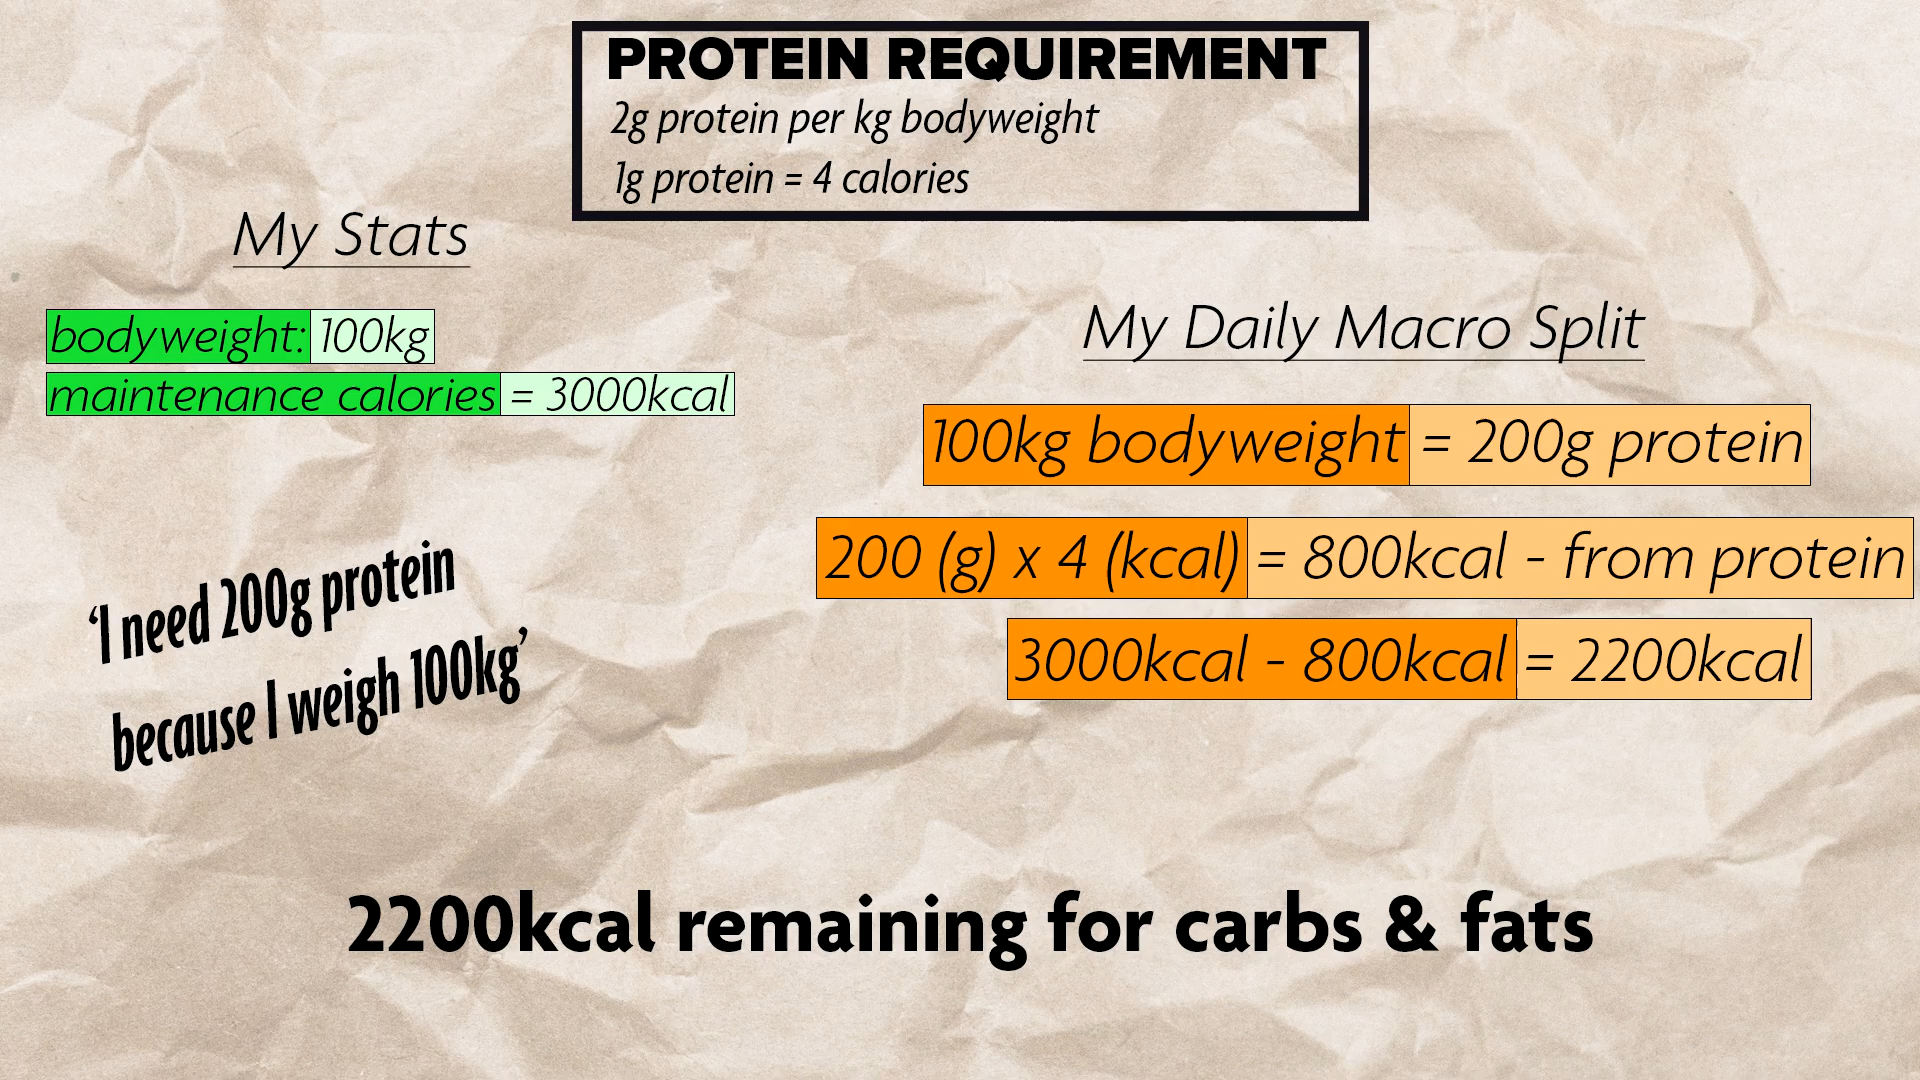 PROTEIN REQUIREMENT
2g protein per kg bodyweight
1g protein = 4 calories
My Stats
bodyweight: 100kg
maintenance calories = 3000kcal
‘I need 200g protein
because I weigh 100kg’
My Daily Macro Split
100kg bodyweight = 200g protein
200 (g) x 4 (kcal) = 800kcal - from protein
3000kcal - 800kcal = 2200kcal
2200kcal remaining for carbs & fats